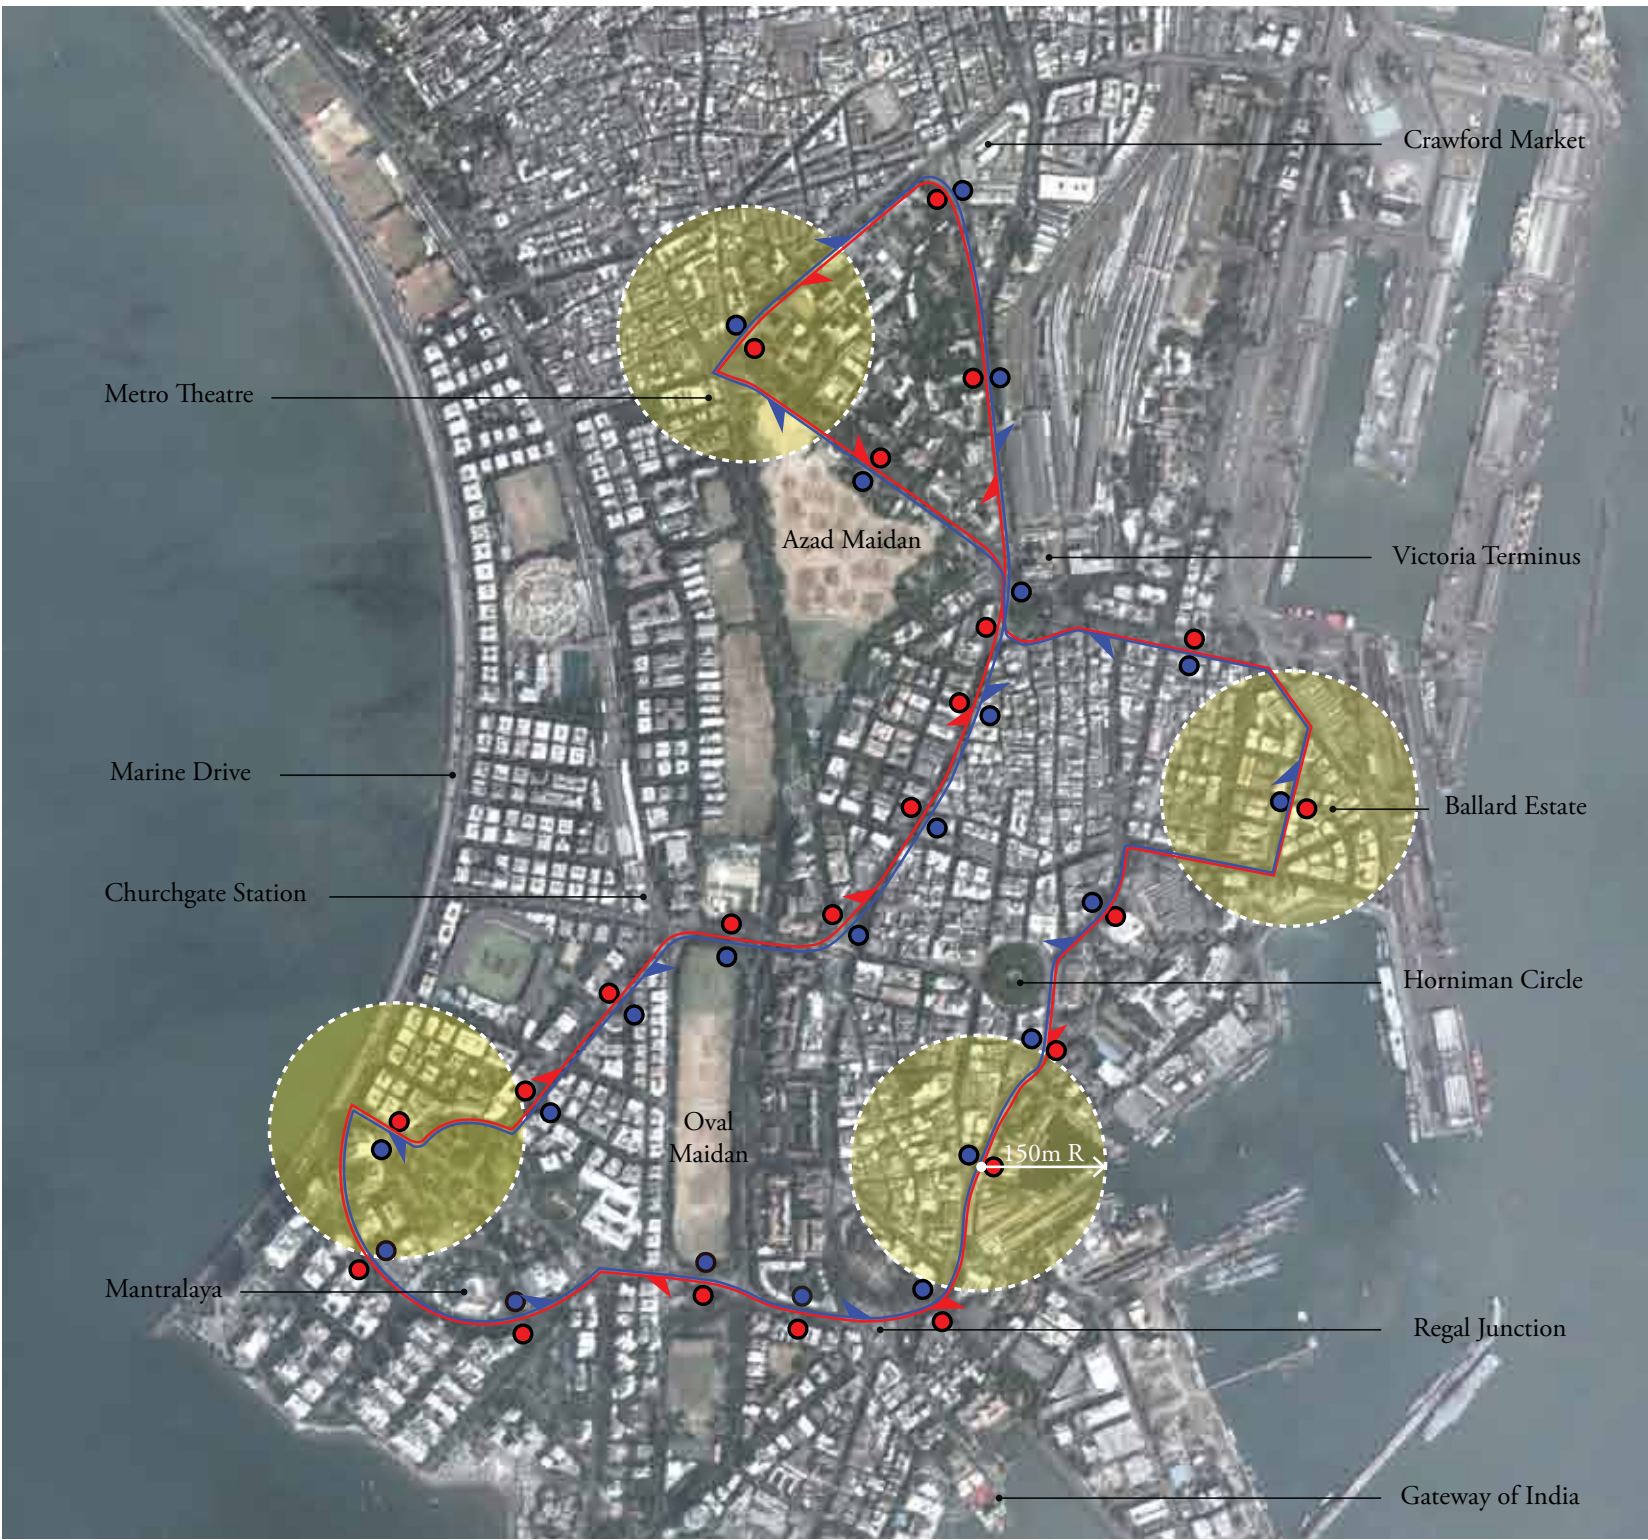 Crawford Market
Metro Theatre
Azad Maidan
Victoria Terminus
Marine Drive
Ballard Estate
Churchgate Station
Horniman Circle
Oval
Maidan
150m R
Mantralaya
Regal Junction
Gateway of India